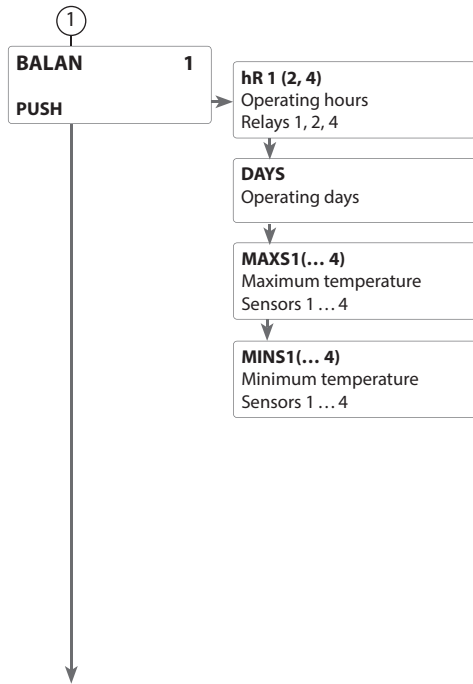 1
BALAN 1
PUSH
hR 1 (2, 4)
Operating hours
Relays 1, 2, 4
DAYS
Operating days
MAXS1(... 4)
Maximum temperature
Sensors 1 ... 4
MINS1(... 4)
Minimum temperature
Sensors 1 ... 4